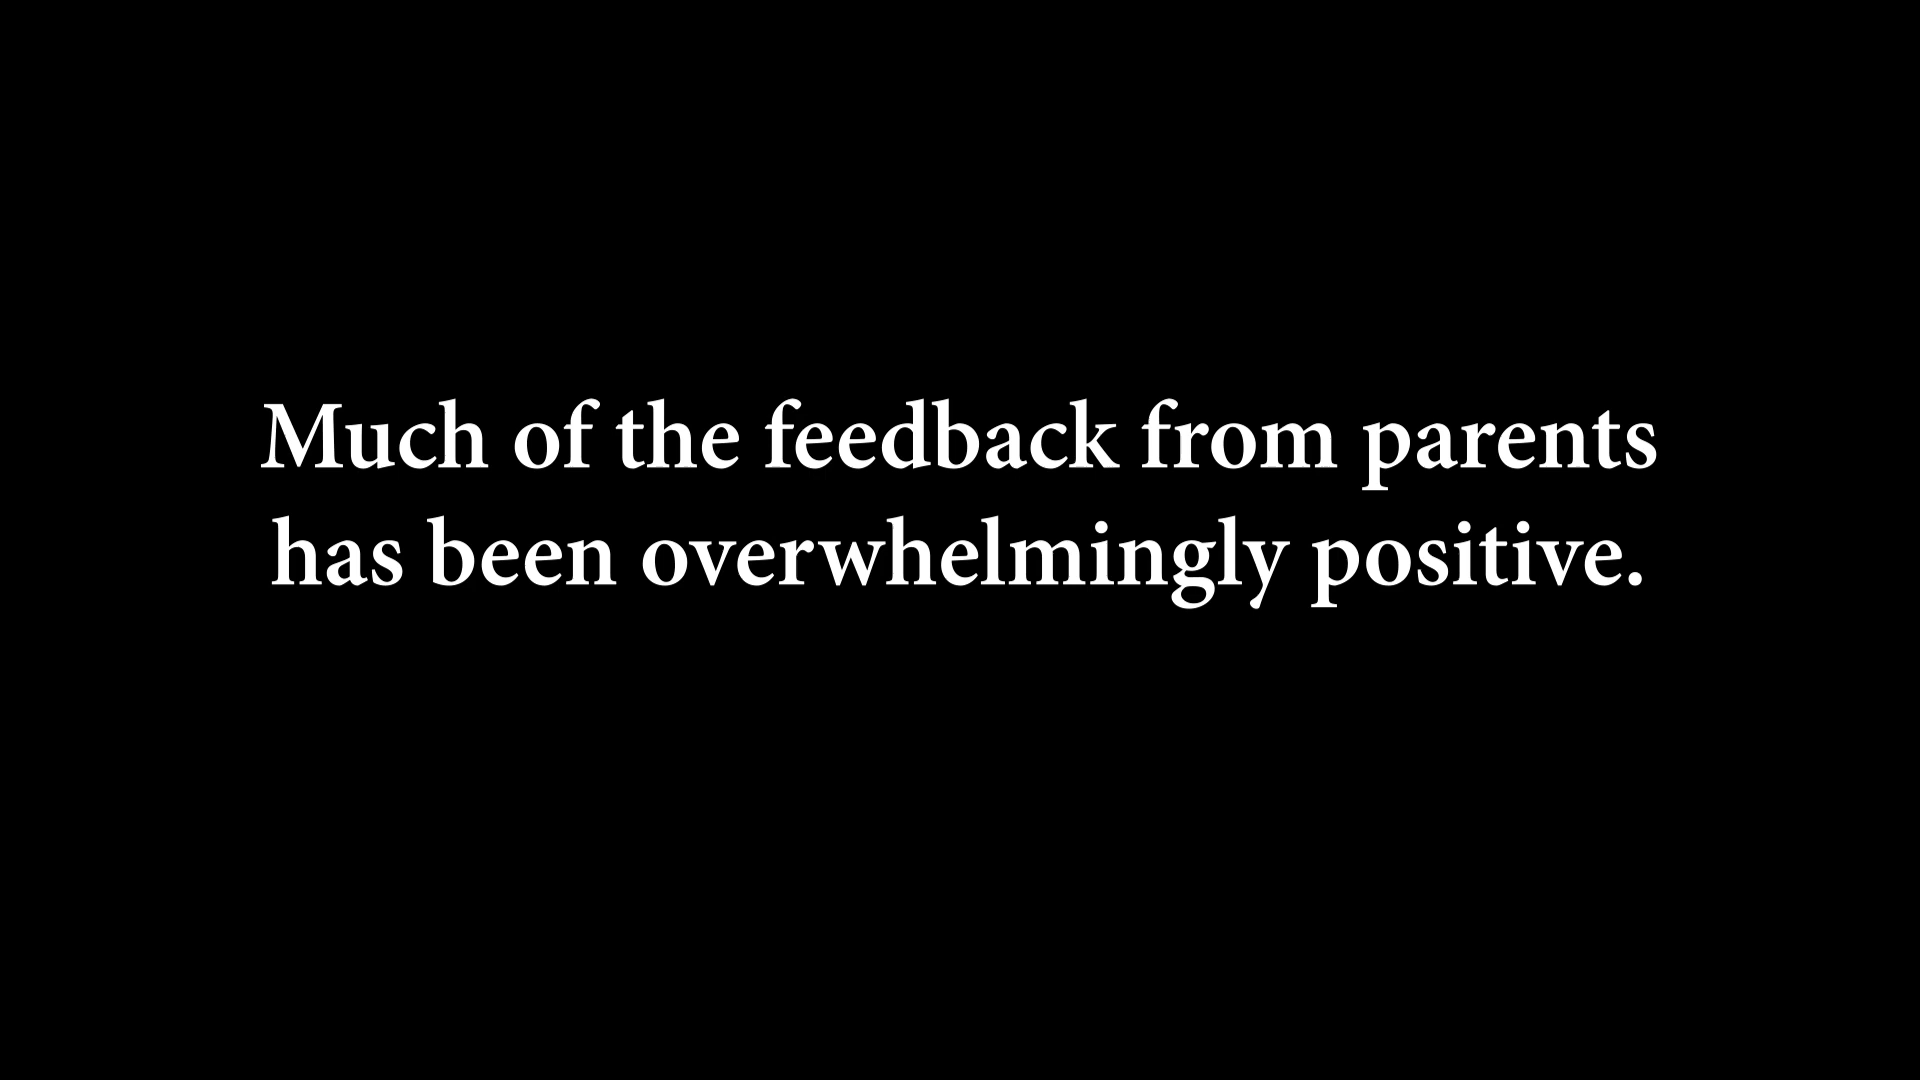 Much of the feedback from parents
has been overwhelmingly positive.